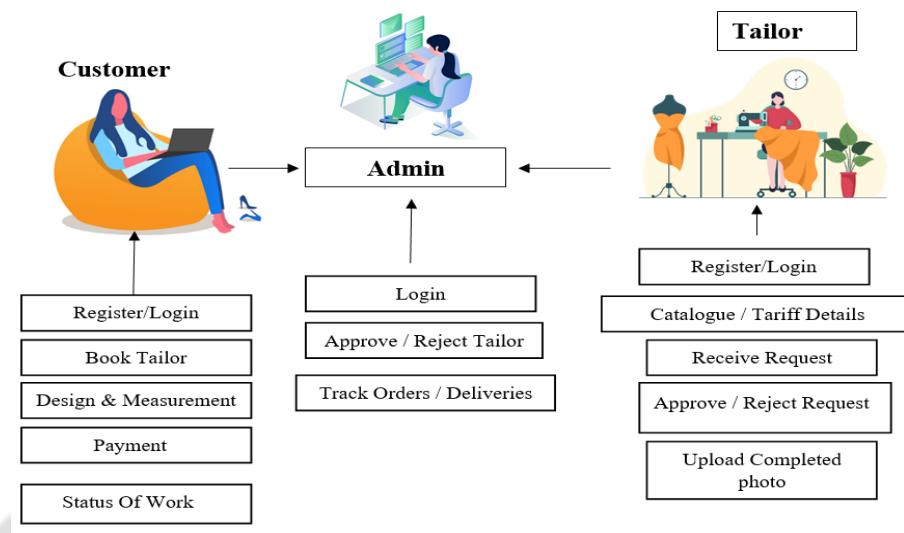 Customer
Register/Login
Book Tailor
Design & Measurement
Payment
Status Of Work
Admin
Login
Approve / Reject Tailor
Track Orders / Deliveries
Tailor
Register/Login
Catalogue / Tariff Details
Receive Request
Approve / Reject Request
Upload Completed
photo